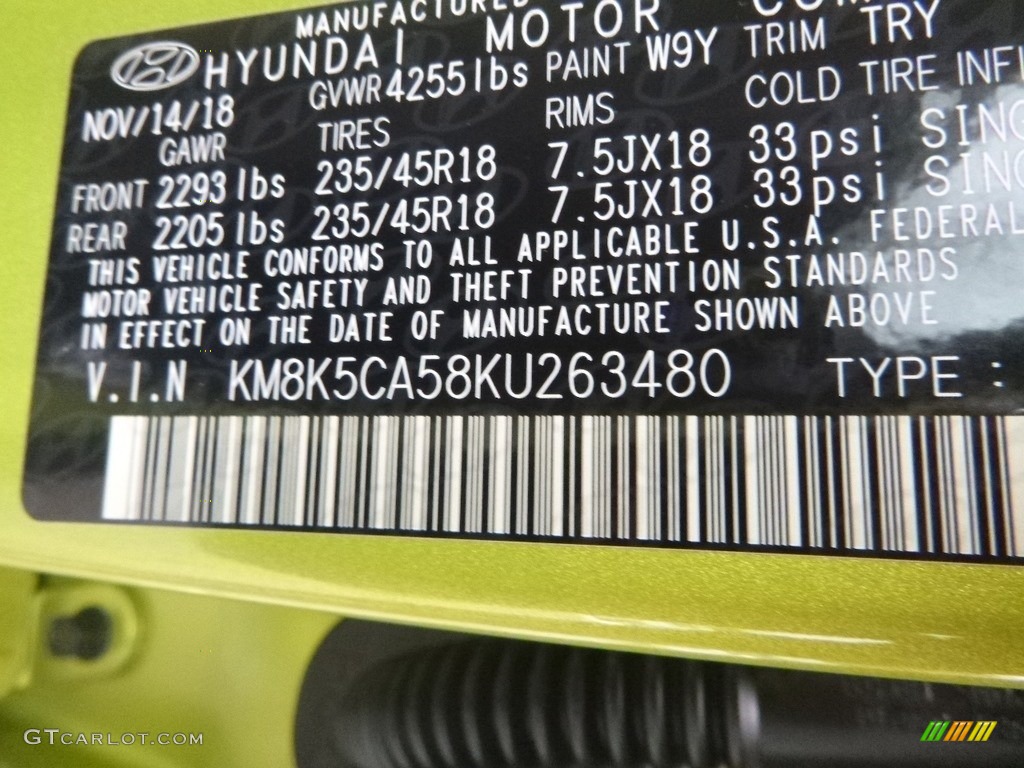 MANUFACTURED
HYUNDAI MOTOR
NOV/14/18 GVWR 4255 lbs PAINT W9Y TRIM TRY
GAWR TIRES RIMS COLD TIRE
FRONT 2293 lbs 235/45R18 7.5JX18 33psi
REAR 2205 lbs 235/45R18 7.5JX18 33psi
THIS VEHICLE CONFORMS TO ALL APPLICABLE U.S.A. FEDERAL
MOTOR VEHICLE SAFETY AND THEFT PREVENTION STANDARDS
IN EFFECT ON THE DATE OF MANUFACTURE SHOWN ABOVE
V.I.N KM8K5CA58KU263480 TYPE :
GTCARLOT.COM